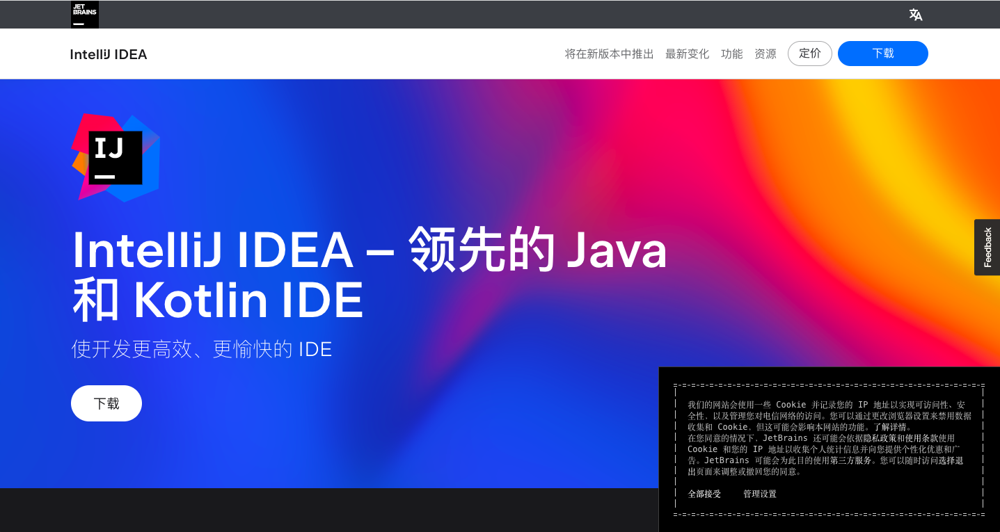 JET
BRAINS
IntelliJ IDEA
将在新版本中推出
最新变化
功能
资源
定价
下载
IJ
IntelliJ IDEA – 领先的 Java
和 Kotlin IDE
使开发更高效、更愉快的 IDE
下载
Feedback
我们的网站会使用一些 Cookie 并记录您的 IP 地址以实现可访问性、安
全性，以及管理您对电信网络的访问。您可以通过更改浏览器设置来禁用数据
收集和 Cookie，但这可能会影响本网站的功能。了解详情。
在您同意的情况下，JetBrains 还可能会依据隐私政策和使用条款使用
Cookie 和您的 IP 地址以收集个人统计信息并向您提供个性化优惠和广
告。JetBrains 可能会为此目的使用第三方服务。您可以随时访问选择退
出页面来调整或撤回您的同意。
全部接受
管理设置